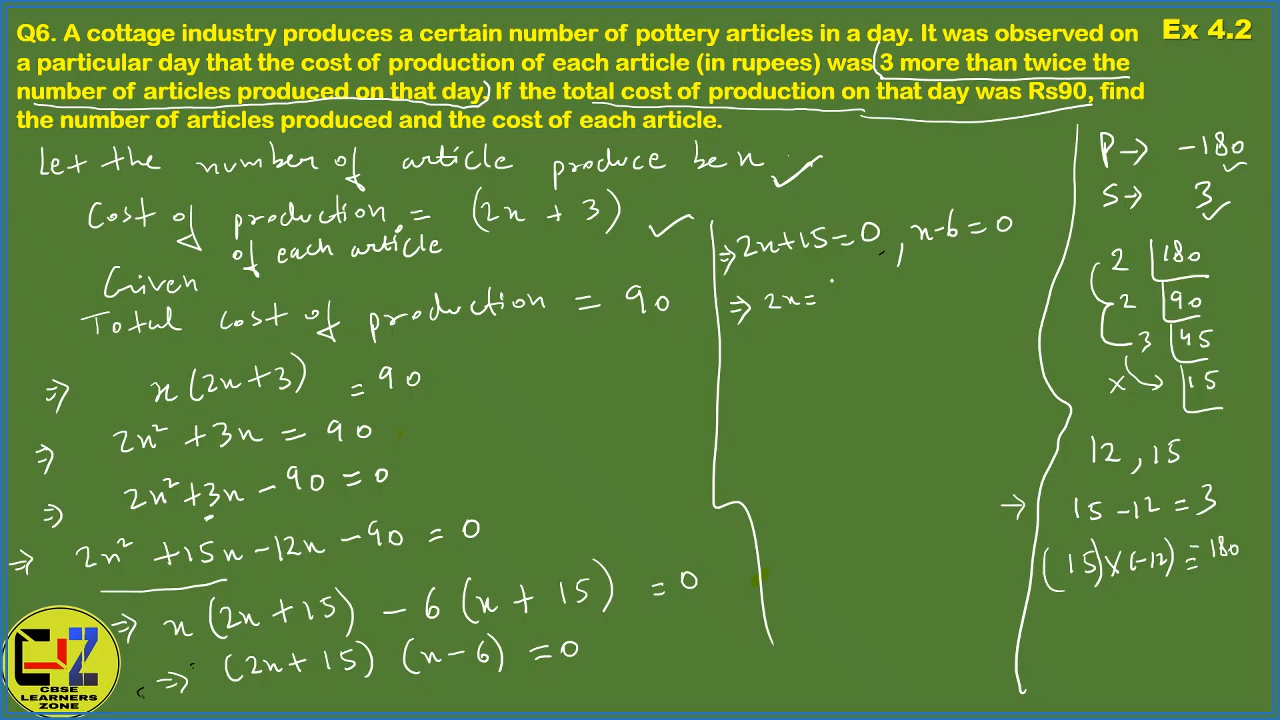 Q6. A cottage industry produces a certain number of pottery articles in a day. It was observed on
a particular day that the cost of production of each article (in rupees) was 3 more than twice the
number of articles produced on that day. If the total cost of production on that day was Rs90, find
the number of articles produced and the cost of each article.
Ex 4.2
Let the number of article produce be x
Cost of production = (2x + 3)
of each article
Given
Total cost of production = 90
⇒ x(2x+3) = 90
⇒ 2x² + 3x = 90
⇒ 2x² + 3x - 90 = 0
⇒ 2x² + 15x - 12x - 90 = 0
⇒ x(2x + 15) - 6(x + 15) = 0
⇒ (2x + 15) (x - 6) = 0
⇒ 2x + 15 = 0, x - 6 = 0
⇒ 2x =
P → -180
S → 3
2 | 180
2 | 90
3 | 45
x → | 15
12, 15
⇒ 15 - 12 = 3
(15) × (-12) = 180
CBSE
LEARNERS
ZONE